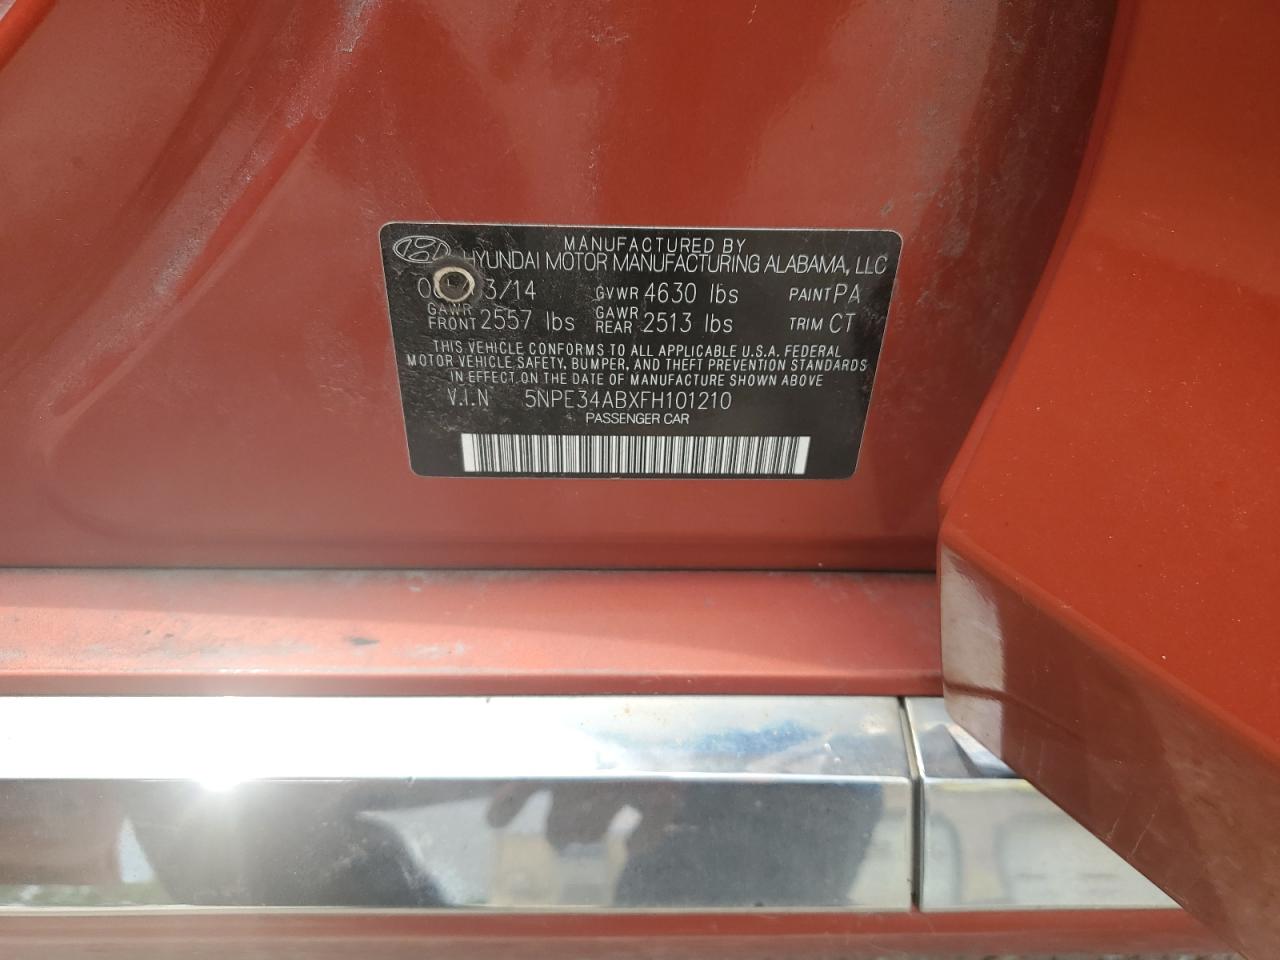 MANUFACTURED BY
HYUNDAI MOTOR MANUFACTURING ALABAMA, LLC
GVWR 4630 lbs PAINT PA
GAWR FRONT 2557 lbs GAWR REAR 2513 lbs TRIM CT
THIS VEHICLE CONFORMS TO ALL APPLICABLE U.S.A. FEDERAL
MOTOR VEHICLE SAFETY, BUMPER, AND THEFT PREVENTION STANDARDS
IN EFFECT ON THE DATE OF MANUFACTURE SHOWN ABOVE
V.I.N 5NPE34ABXFH101210
PASSENGER CAR